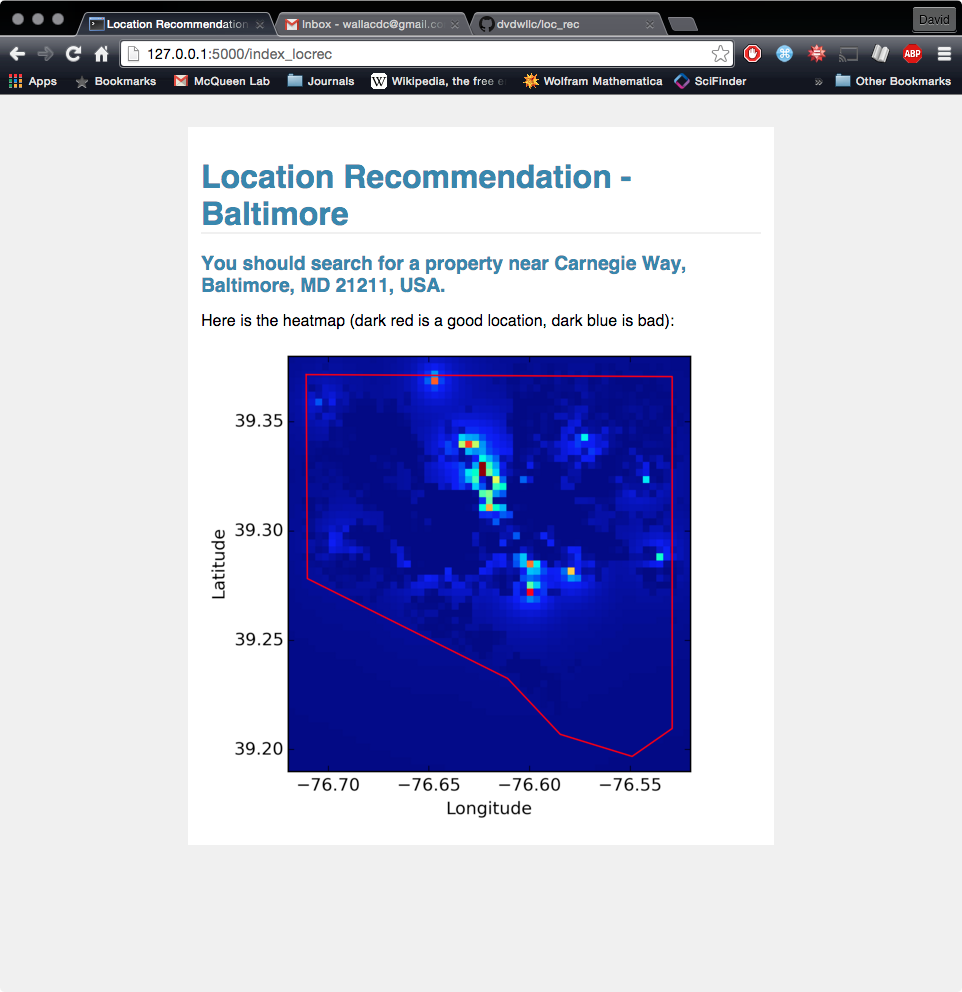 Location Recommendation
Inbox - wallacdc@gmail.co
dvdwllc/loc_rec
David
127.0.0.1:5000/index_locrec
ABP
Apps
Bookmarks
McQueen Lab
Journals
W
Wikipedia, the free e
Wolfram Mathematica
SciFinder
»
Other Bookmarks
Location Recommendation -
Baltimore
You should search for a property near Carnegie Way,
Baltimore, MD 21211, USA.
Here is the heatmap (dark red is a good location, dark blue is bad):
39.35
39.30
39.25
39.20
Latitude
−76.70 −76.65 −76.60 −76.55
Longitude